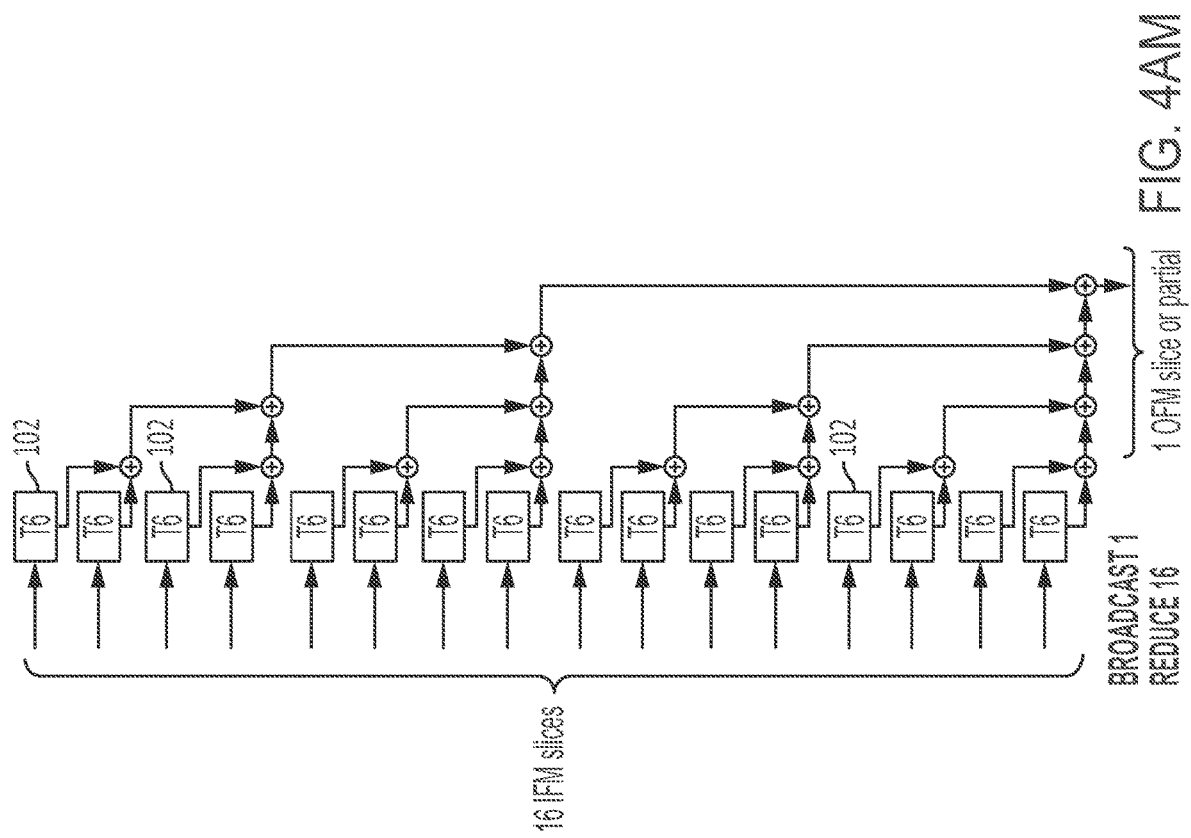 16 IFM slices
BROADCAST 1
REDUCE 16
T6 T6 T6 T6 T6 T6 T6 T6 T6 T6 T6 T6 T6 T6 T6 T6
102 102 102
1 OFM slice or partial
FIG. 4AM